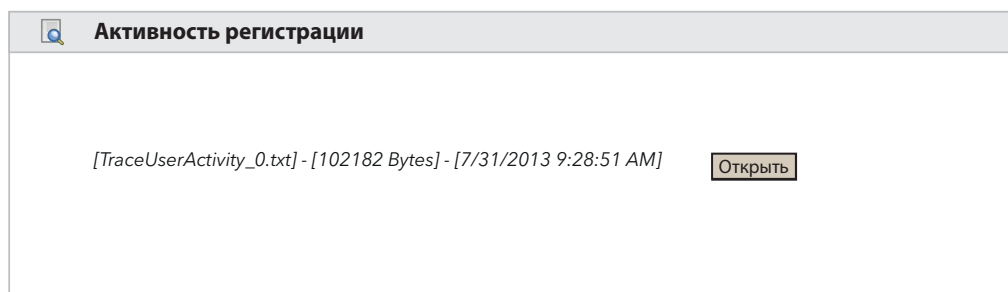 Активность регистрации
[TraceUserActivity_0.txt] - [102182 Bytes] - [7/31/2013 9:28:51 AM] Открыть